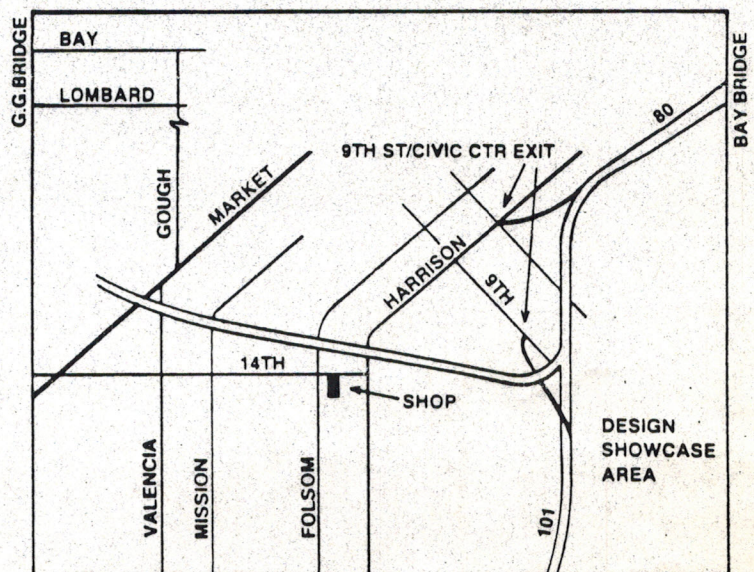 G.G. BRIDGE
BAY
LOMBARD
GOUGH
MARKET
9TH ST/CIVIC CTR EXIT
80
BAY BRIDGE
HARRISON
9TH
14TH
SHOP
VALENCIA
MISSION
FOLSOM
101
DESIGN
SHOWCASE
AREA